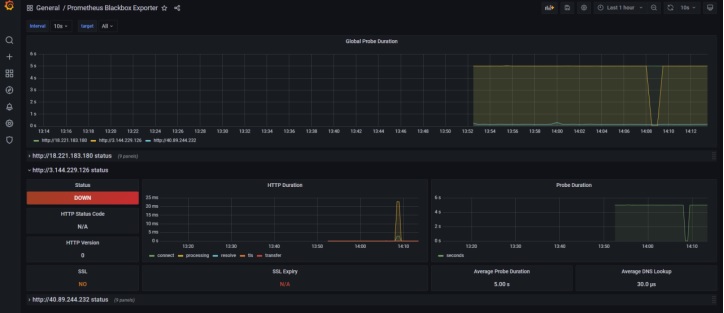 General / Prometheus Blackbox Exporter
Last 1 hour
10s
Interval 10s target All
Global Probe Duration
6 s
5 s
4 s
3 s
2 s
1 s
0 s
13:14 13:16 13:18 13:20 13:22 13:24 13:26 13:28 13:30 13:32 13:34 13:36 13:38 13:40 13:42 13:44 13:46 13:48 13:50 13:52 13:54 13:56 13:58 14:00 14:02 14:04 14:06 14:08 14:10 14:12
http://18.221.183.180 http://3.144.229.126 http://40.89.244.232
http://18.221.183.180 status (9 panels)
http://3.144.229.126 status
Status
DOWN
HTTP Status Code
N/A
HTTP Version
0
SSL
NO
HTTP Duration
25 ms
20 ms
15 ms
10 ms
5 ms
0 s
13:20 13:30 13:40 13:50 14:00 14:10
connect processing resolve tls transfer
Probe Duration
6 s
4 s
2 s
0 s
13:20 13:30 13:40 13:50 14:00 14:10
seconds
SSL Expiry
N/A
Average Probe Duration
5.00 s
Average DNS Lookup
30.0 µs
http://40.89.244.232 status (9 panels)